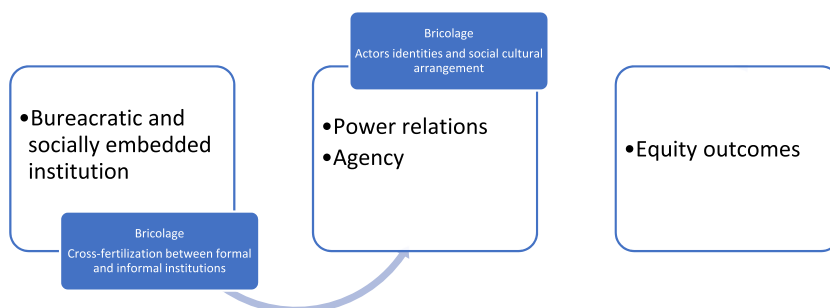 •Bureacratic and
socially embedded
institution
Bricolage
Cross-fertilization between formal
and informal institutions
Bricolage
Actors identities and social cultural
arrangement
•Power relations
•Agency
•Equity outcomes